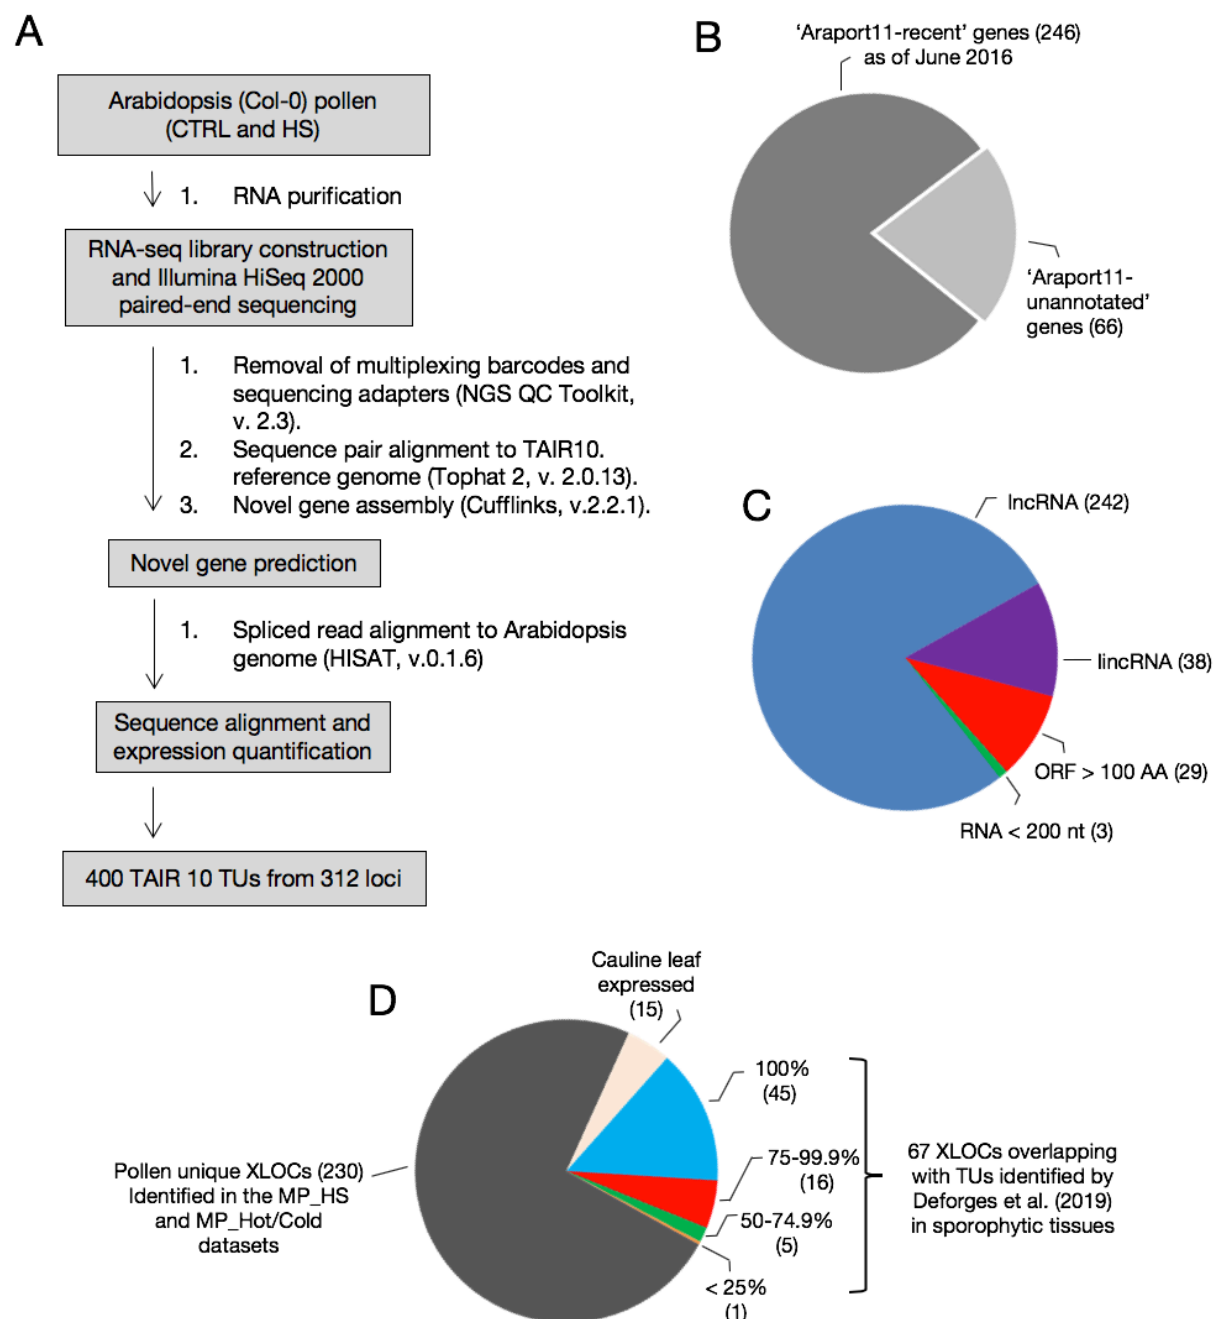 A
Arabidopsis (Col-0) pollen
(CTRL and HS)
1. RNA purification
RNA-seq library construction
and Illumina HiSeq 2000
paired-end sequencing
1. Removal of multiplexing barcodes and
sequencing adapters (NGS QC Toolkit,
v. 2.3).
2. Sequence pair alignment to TAIR10.
reference genome (Tophat 2, v. 2.0.13).
3. Novel gene assembly (Cufflinks, v.2.2.1).
Novel gene prediction
1. Spliced read alignment to Arabidopsis
genome (HISAT, v.0.1.6)
Sequence alignment and
expression quantification
400 TAIR 10 TUs from 312 loci
B
‘Araport11-recent’ genes (246)
as of June 2016
‘Araport11-
unannotated’
genes (66)
C
lncRNA (242)
lincRNA (38)
ORF > 100 AA (29)
RNA < 200 nt (3)
D
Cauline leaf
expressed
(15)
100%
(45)
75-99.9%
(16)
50-74.9%
(5)
< 25%
(1)
Pollen unique XLOCs (230)
Identified in the MP_HS
and MP_Hot/Cold
datasets
67 XLOCs overlapping
with TUs identified by
Deforges et al. (2019)
in sporophytic tissues